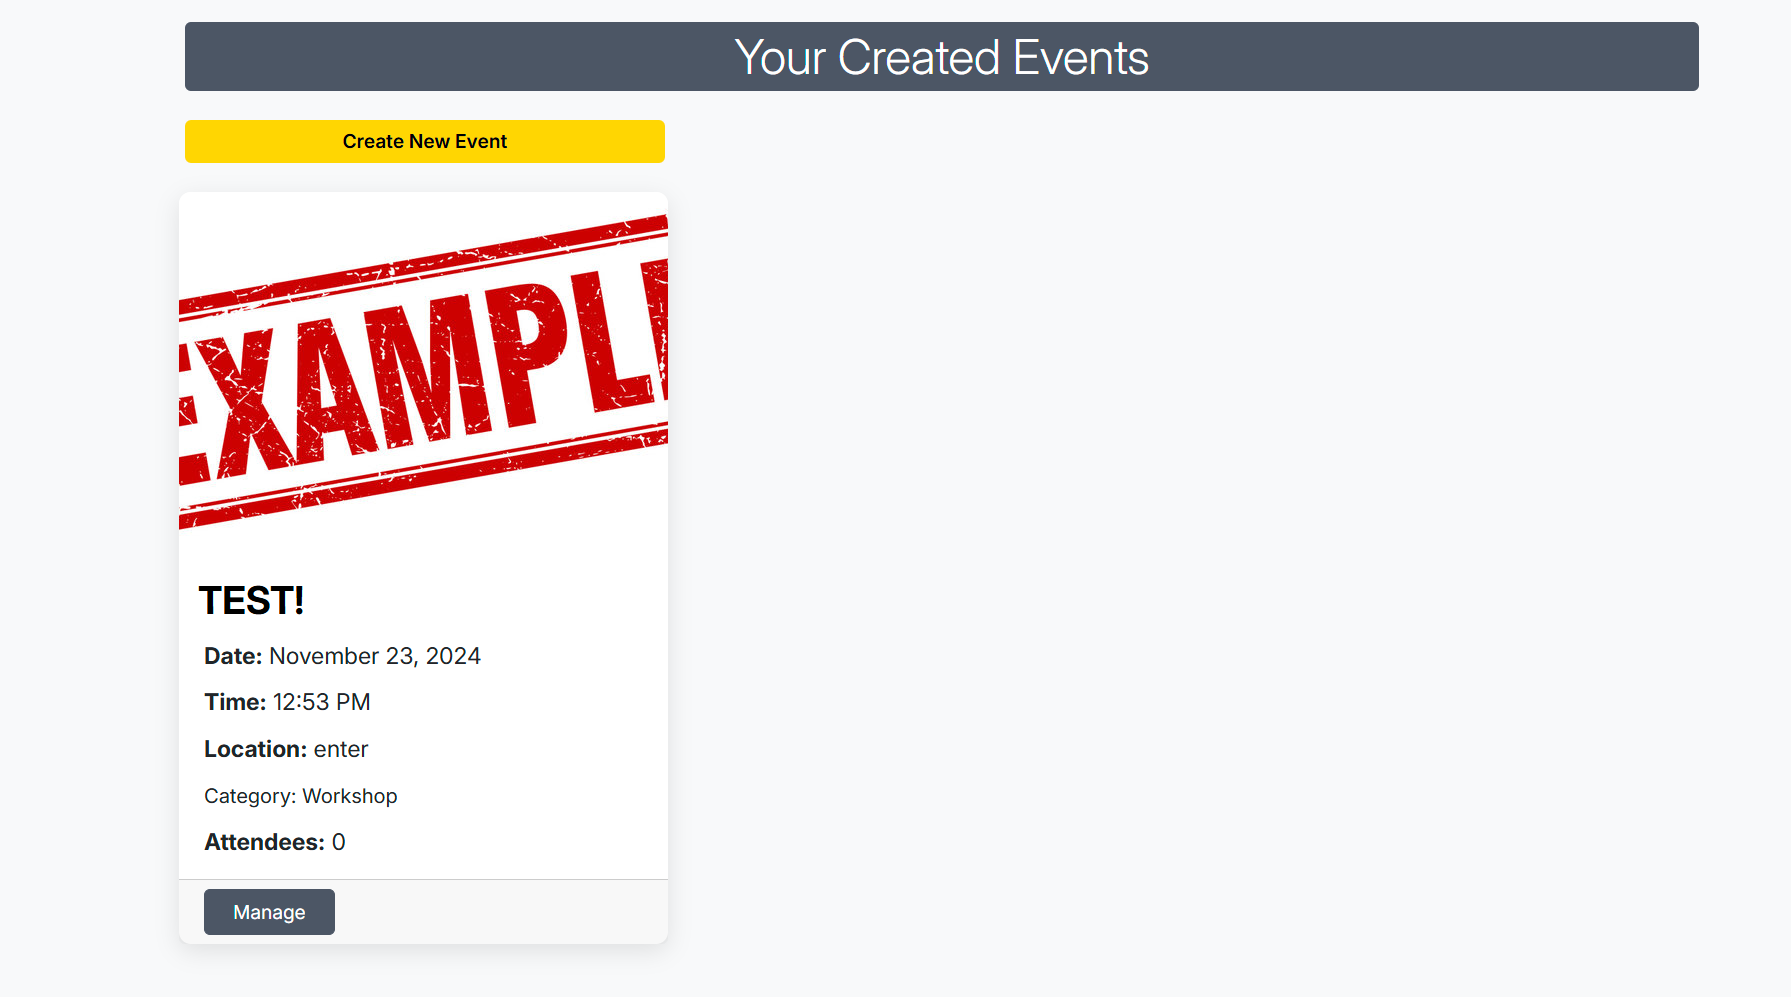 Your Created Events
Create New Event
EXAMPLE
TEST!
Date: November 23, 2024
Time: 12:53 PM
Location: enter
Category: Workshop
Attendees: 0
Manage